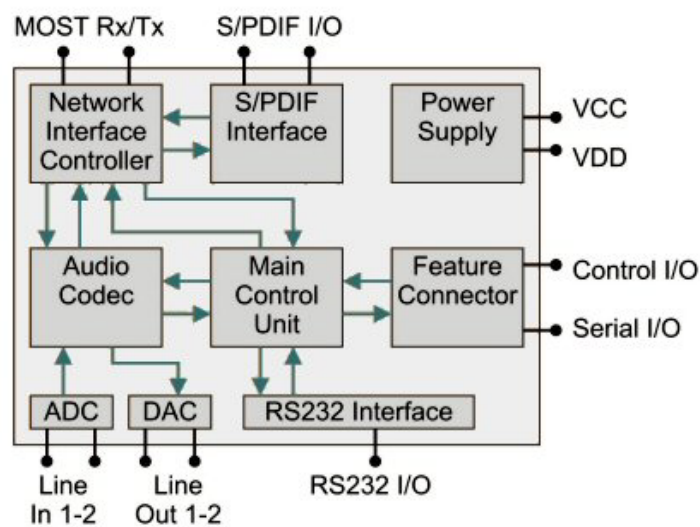 MOST Rx/Tx
S/PDIF I/O
Network
Interface
Controller
S/PDIF
Interface
Power
Supply
VCC
VDD
Audio
Codec
Main
Control
Unit
Feature
Connector
Control I/O
Serial I/O
ADC
DAC
RS232 Interface
Line
In 1-2
Line
Out 1-2
RS232 I/O